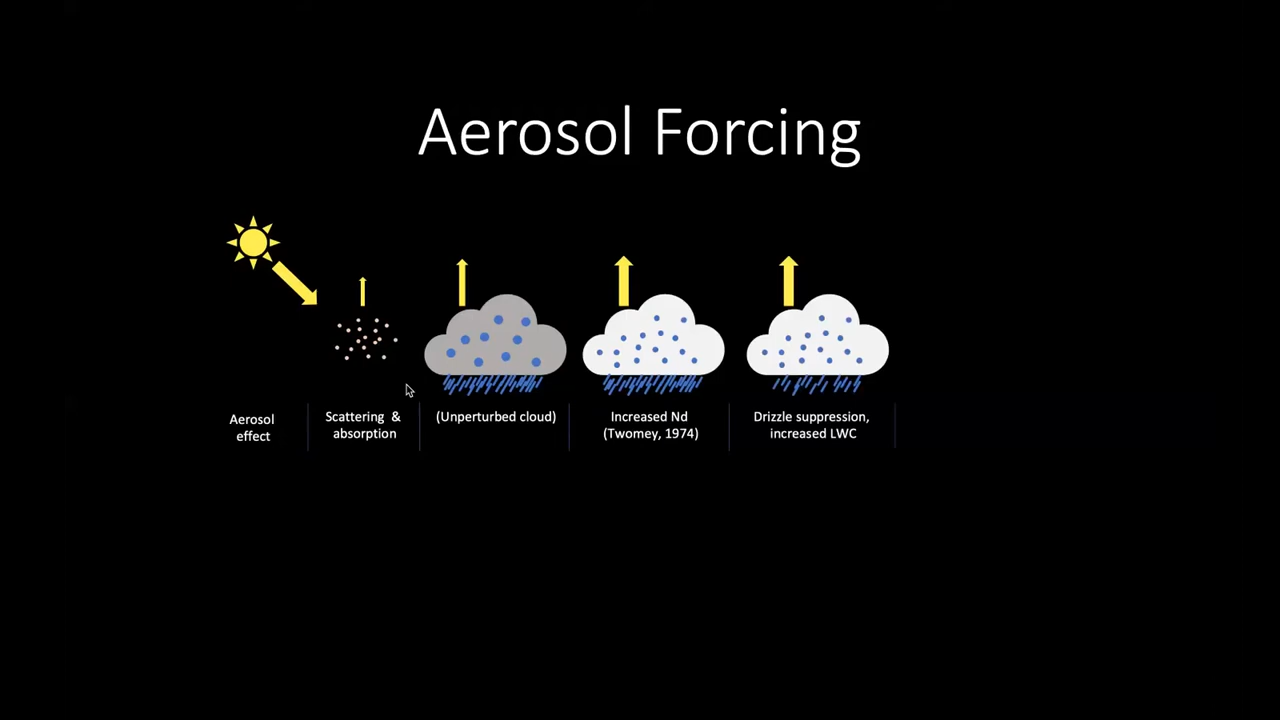 Aerosol Forcing
Aerosol
effect
Scattering &
absorption
(Unperturbed cloud)
Increased Nd
(Twomey, 1974)
Drizzle suppression,
increased LWC